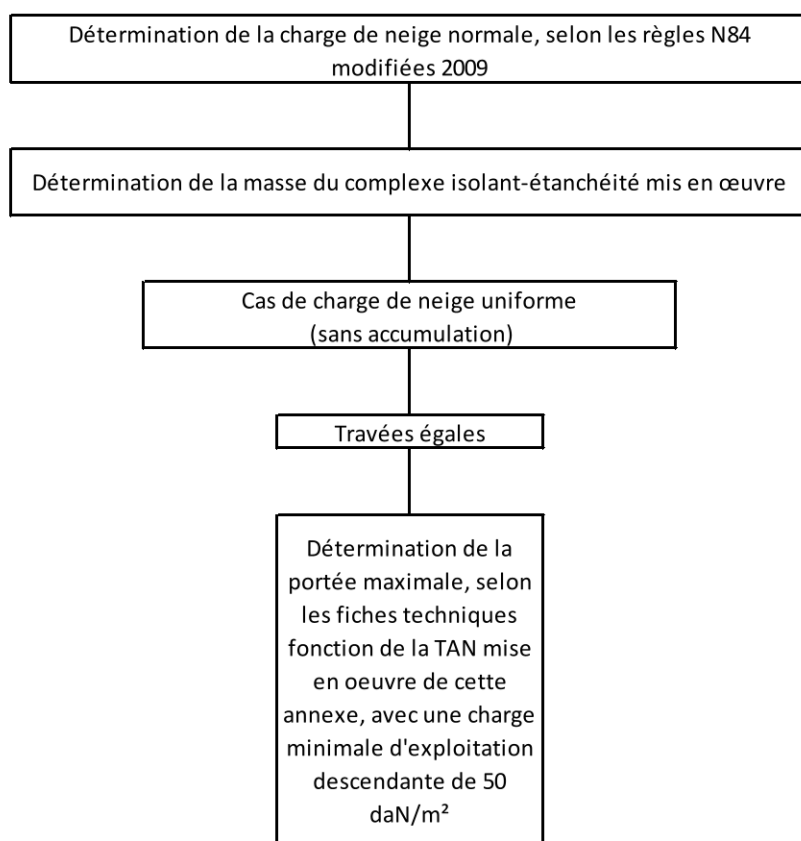 Détermination de la charge de neige normale, selon les règles N84
modifiées 2009
Détermination de la masse du complexe isolant-étanchéité mis en œuvre
Cas de charge de neige uniforme
(sans accumulation)
Travées égales
Détermination de la
portée maximale, selon
les fiches techniques
fonction de la TAN mise
en oeuvre de cette
annexe, avec une charge
minimale d'exploitation
descendante de 50
daN/m²